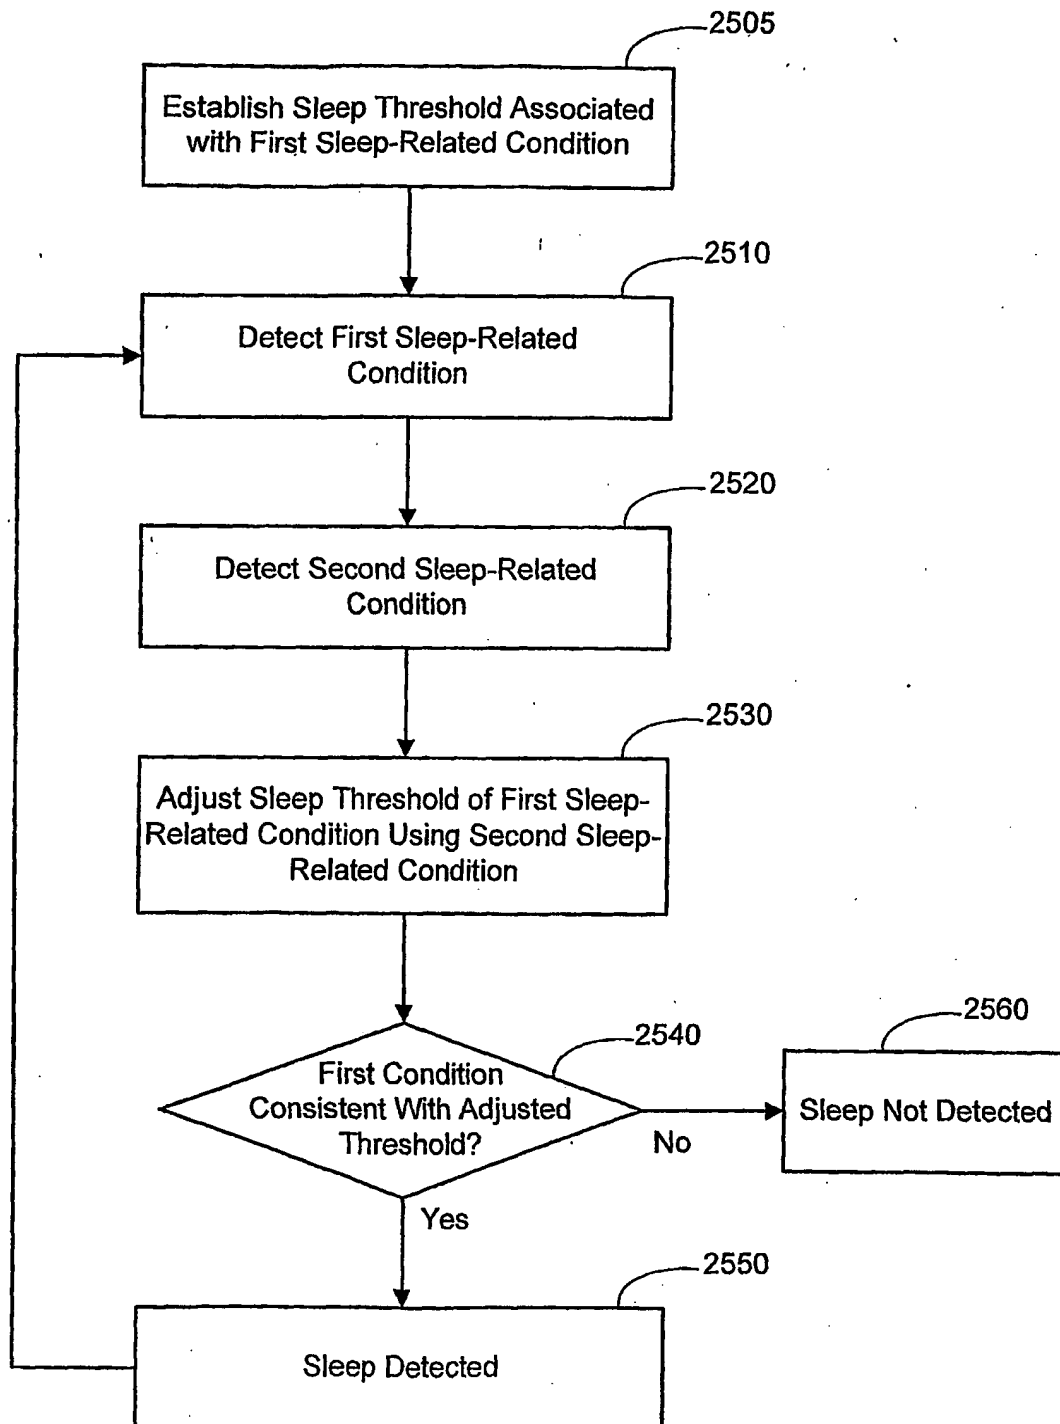 2505
Establish Sleep Threshold Associated
with First Sleep-Related Condition
2510
Detect First Sleep-Related
Condition
2520
Detect Second Sleep-Related
Condition
2530
Adjust Sleep Threshold of First Sleep-
Related Condition Using Second Sleep-
Related Condition
2540
First Condition
Consistent With Adjusted
Threshold?
2560
Sleep Not Detected
No
Yes
2550
Sleep Detected